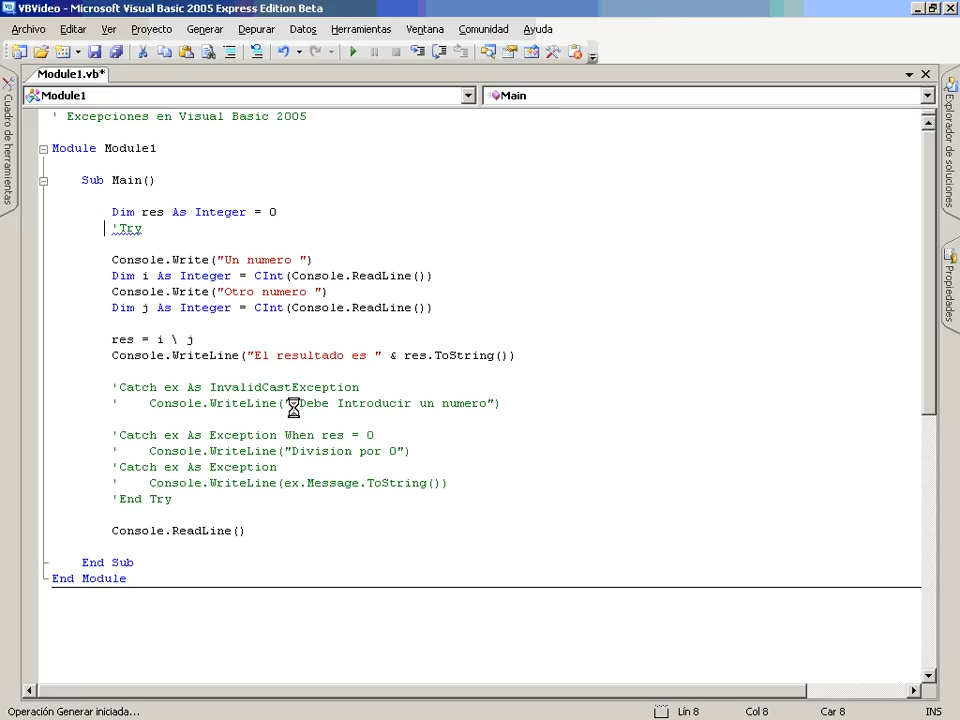 VBVideo - Microsoft Visual Basic 2005 Express Edition Beta
Archivo Editar Ver Proyecto Generar Depurar Datos Herramientas Ventana Comunidad Ayuda
Module1.vb*
Module1
Main
Cuadro de herramientas
Explorador de soluciones
Propiedades
' Excepciones en Visual Basic 2005
Module Module1
Sub Main()
Dim res As Integer = 0
'Try
Console.Write("Un numero ")
Dim i As Integer = CInt(Console.ReadLine())
Console.Write("Otro numero ")
Dim j As Integer = CInt(Console.ReadLine())
res = i \ j
Console.WriteLine("El resultado es " & res.ToString())
'Catch ex As InvalidCastException
' Console.WriteLine(" Debe Introducir un numero")
'Catch ex As Exception When res = 0
' Console.WriteLine("Division por 0")
'Catch ex As Exception
' Console.WriteLine(ex.Message.ToString())
'End Try
Console.ReadLine()
End Sub
End Module
Operación Generar iniciada... Lín 8 Col 8 Car 8 INS